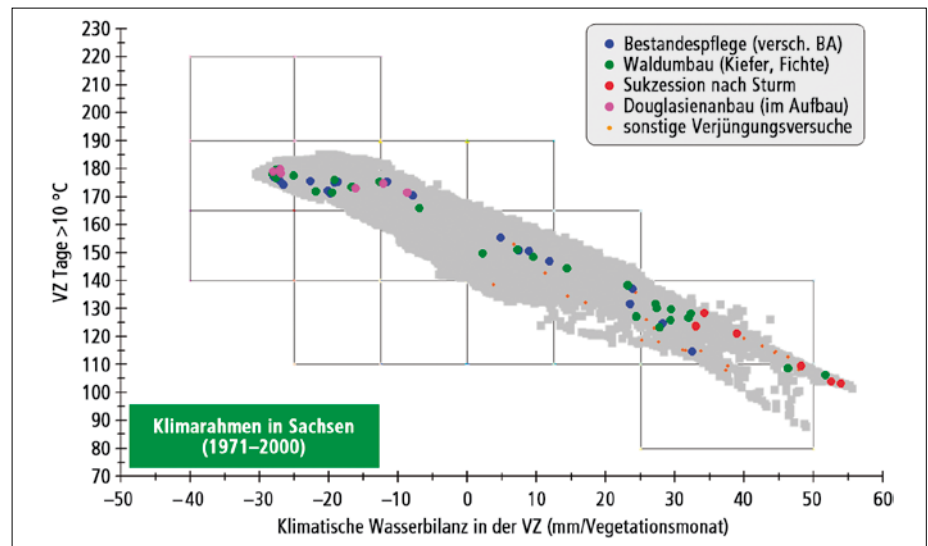 230
220
210
200
190
180
170
160
150
140
130
120
110
100
90
80
70
VZ Tage >10 °C
Bestandespflege (versch. BA)
Waldumbau (Kiefer, Fichte)
Sukzession nach Sturm
Douglasienanbau (im Aufbau)
sonstige Verjüngungsversuche
Klimarahmen in Sachsen
(1971–2000)
–50 –40 –30 –20 –10 0 10 20 30 40 50 60
Klimatische Wasserbilanz in der VZ (mm/Vegetationsmonat)